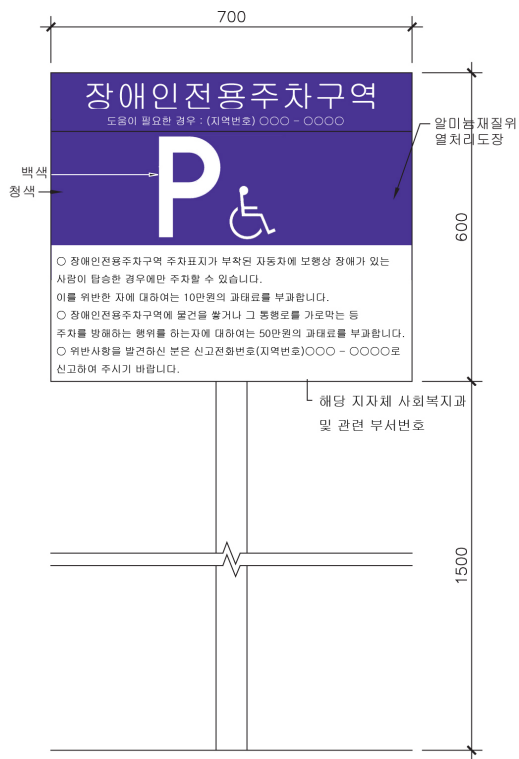 700
장애인전용주차구역
도움이 필요한 경우 : (지역번호) ○○○ - ○○○○
알미늄재질위
열처리도장
백색
청색
P
600
○ 장애인전용주차구역 주차표지가 부착된 자동차에 보행상 장애가 있는
사람이 탑승한 경우에만 주차할 수 있습니다.
이를 위반한 자에 대하여는 10만원의 과태료를 부과합니다.
○ 장애인전용주차구역에 물건을 쌓거나 그 통행로를 가로막는 등
주차를 방해하는 행위를 하는자에 대하여는 50만원의 과태료를 부과합니다.
○ 위반사항을 발견하신 분은 신고전화번호(지역번호)○○○ - ○○○○로
신고하여 주시기 바랍니다.
해당 지자체 사회복지과
및 관련 부서번호
1500